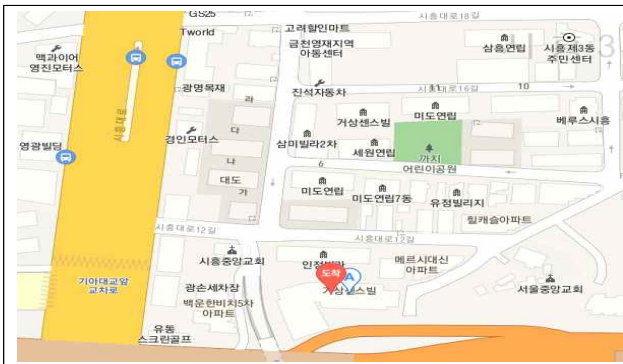 GS25
Tworld
고려할인마트
금천영재지역
아동센터
시흥대로18길
삼흥연립
시흥제3동
주민센터
3
맥과이어
영진모터스
시흥대로
광영목재
진석자동차
시흥대로16길
11
10
라
다
나
가
대도
경인모터스
거상센스빌
미도연립
베루스시흥
영광빌딩
삼미빌라2차
세원연립
까치
어린이공원
6
미도연립
미도연립7동
유정빌리지
힐캐슬아파트
시흥대로12길
시흥대로12길
시흥중앙교회
인정빌라
메르시대신
아파트
도착
A
거상센스빌
서울중앙교회
기아대교앞
교차로
광손세차장
백운한비치5차
아파트
유동
스크린골프